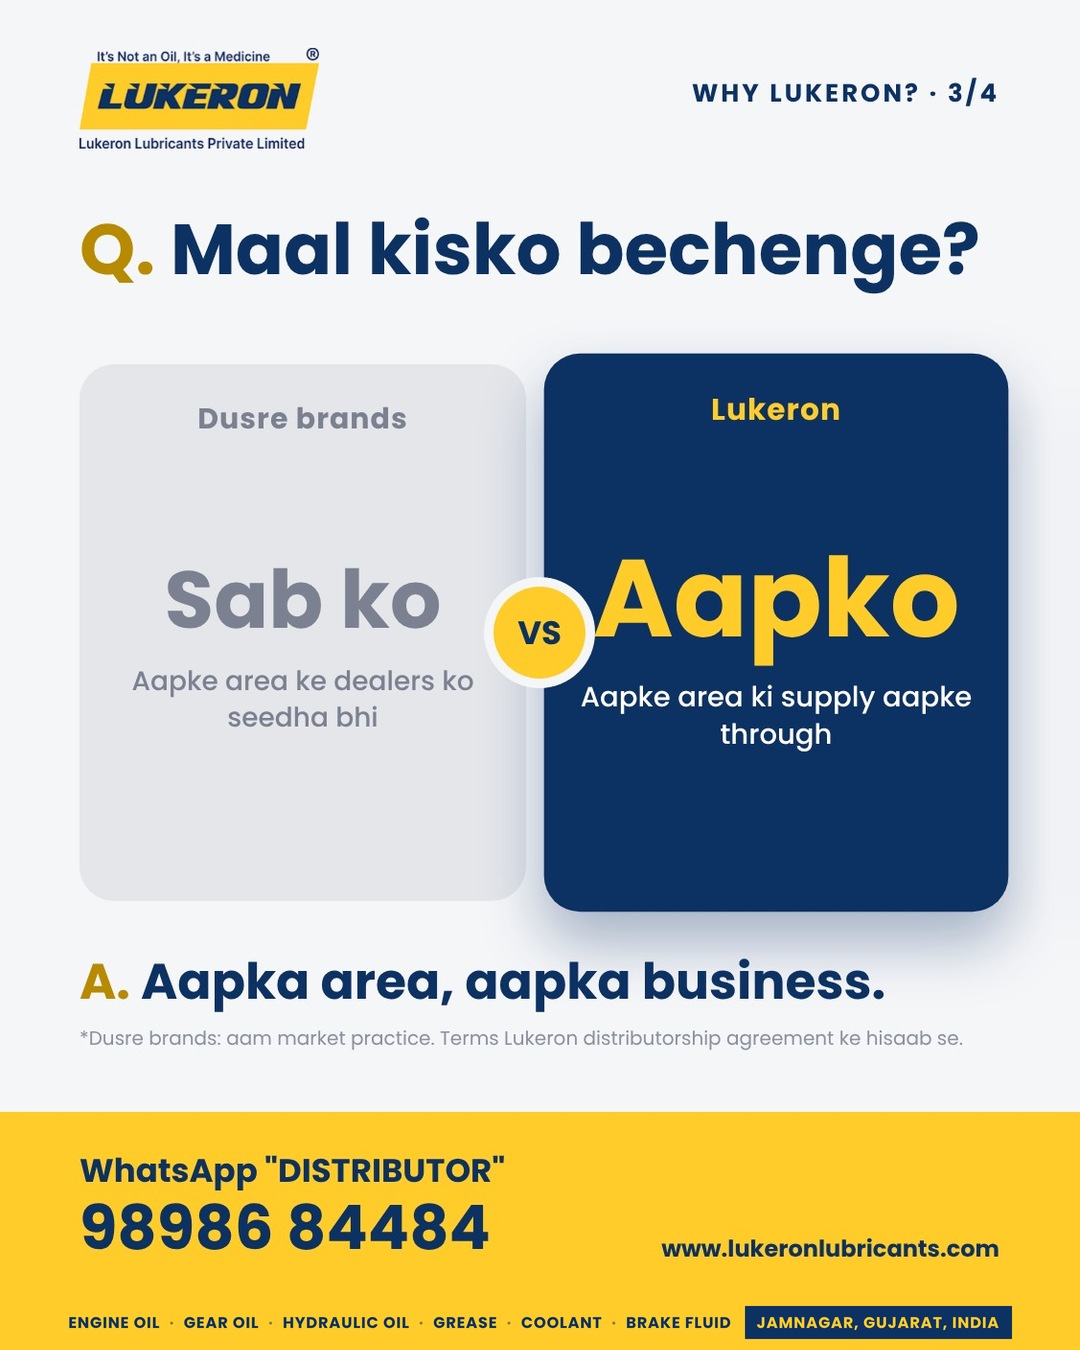 It's Not an Oil, It's a Medicine ®
LUKERON
Lukeron Lubricants Private Limited
WHY LUKERON? · 3/4
Q. Maal kisko bechenge?
Dusre brands
Sab ko
Aapke area ke dealers ko
seedha bhi
VS
Lukeron
Aapko
Aapke area ki supply aapke
through
A. Aapka area, aapka business.
*Dusre brands: aam market practice. Terms Lukeron distributorship agreement ke hisaab se.
WhatsApp "DISTRIBUTOR"
98986 84484
www.lukeronlubricants.com
ENGINE OIL · GEAR OIL · HYDRAULIC OIL · GREASE · COOLANT · BRAKE FLUID JAMNAGAR, GUJARAT, INDIA